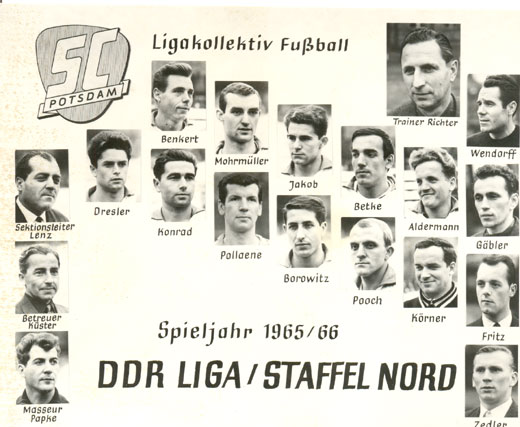 SC
POTSDAM
Ligakollektiv Fußball
Trainer Richter
Benkert
Mohrmüller
Wendorff
Jakob
Dresler
Betke
Sektionsleiter
Lenz
Konrad
Aldermann
Pollaene
Gäbler
Borowitz
Pooch
Körner
Betreuer
Küster
Fritz
Spieljahr 1965/66
DDR LIGA/STAFFEL NORD
Masseur
Papke
Zedler